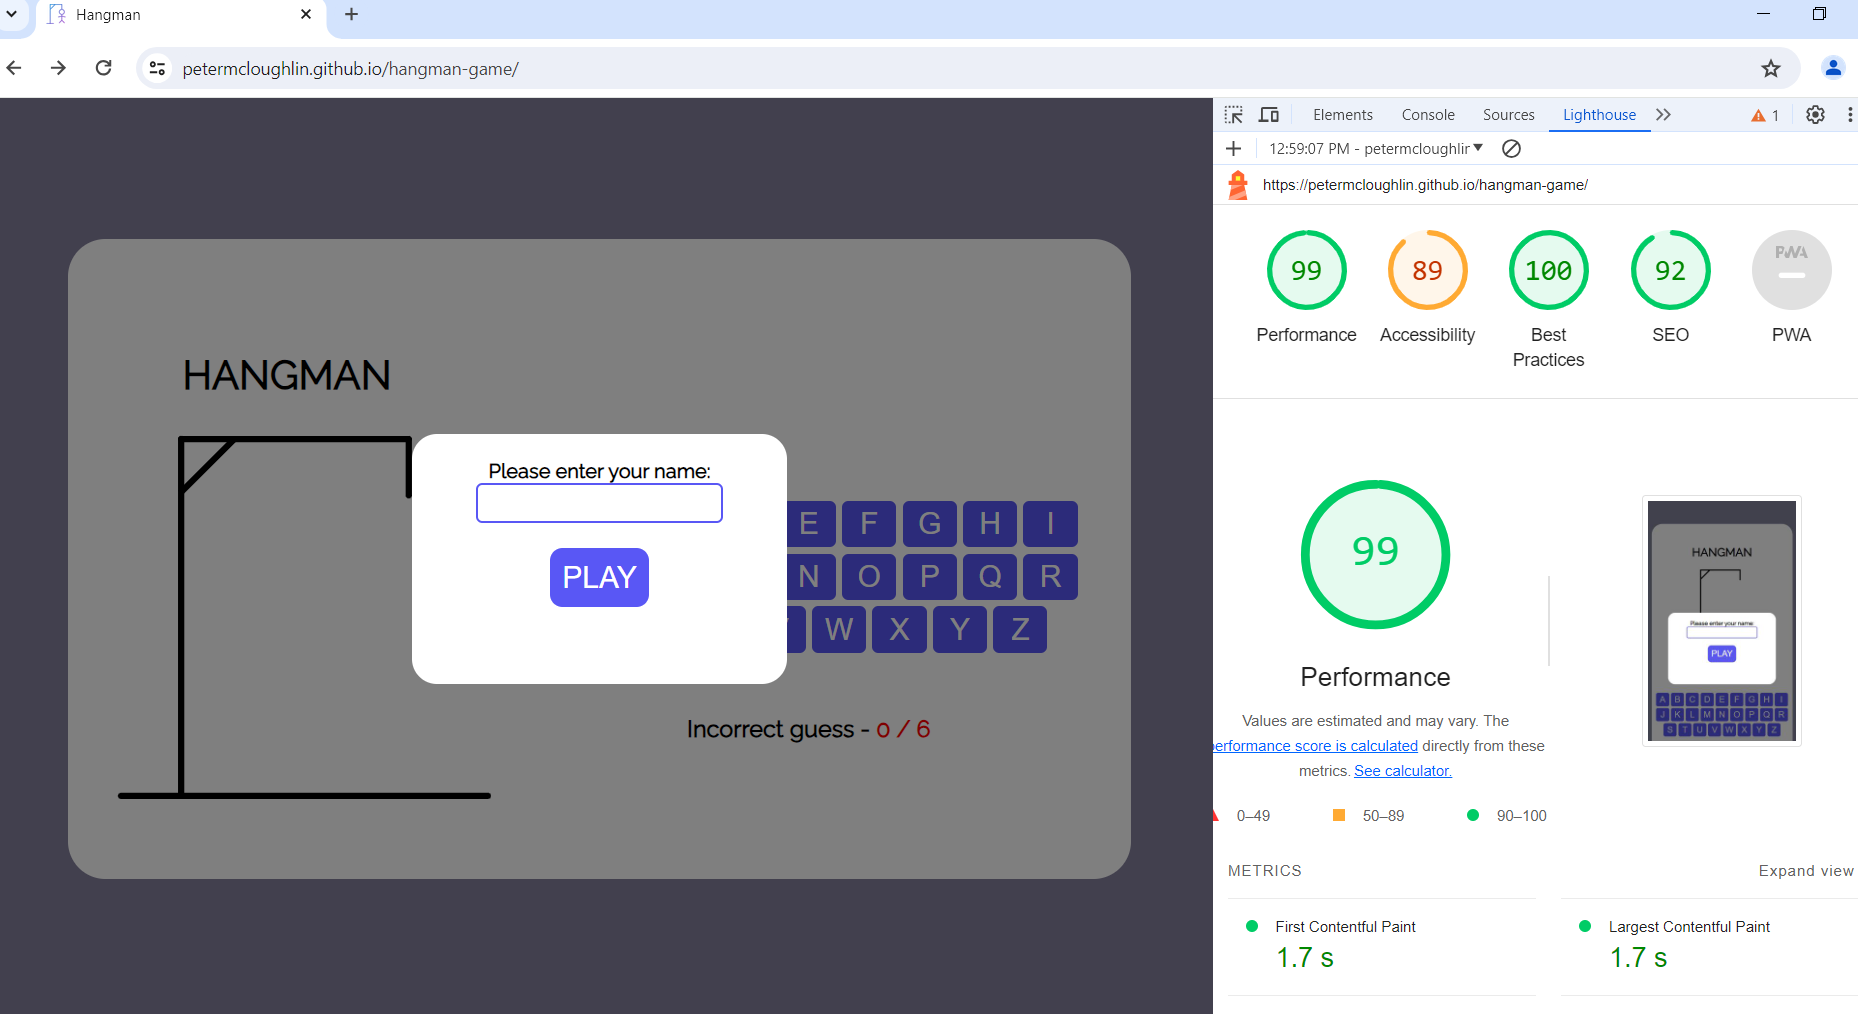 Hangman
petermcloughlin.github.io/hangman-game/
Elements Console Sources Lighthouse 1
12:59:07 PM - petermcloughlir
https://petermcloughlin.github.io/hangman-game/
99 89 100 92 PWA
Performance Accessibility Best Practices SEO PWA
HANGMAN
Please enter your name:
PLAY
E F G H I
N O P Q R
W X Y Z
Incorrect guess - 0 / 6
99
Performance
Values are estimated and may vary. The
erformance score is calculated directly from these
metrics. See calculator.
0–49 50–89 90–100
HANGMAN
Please enter your name:
PLAY
A B C D E F G H I
J K L M N O P Q R
S T U V W X Y Z
METRICS Expand view
First Contentful Paint
1.7 s
Largest Contentful Paint
1.7 s